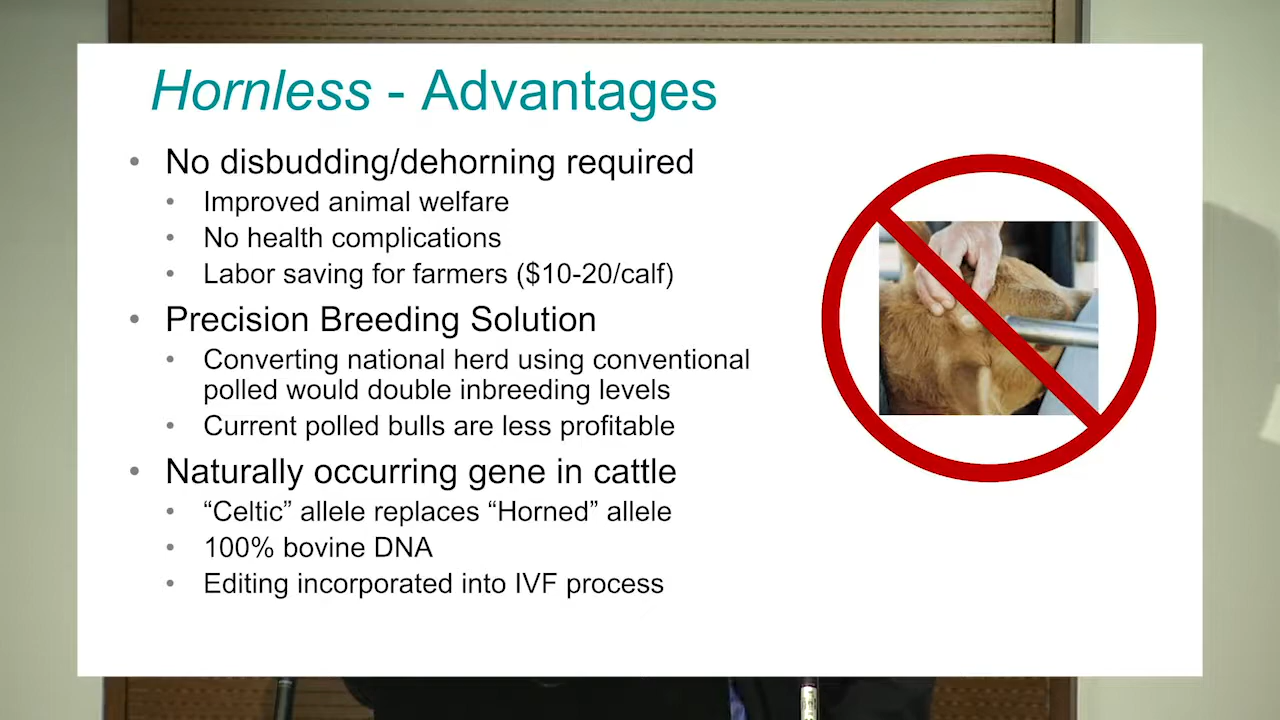 Hornless - Advantages
• No disbudding/dehorning required
• Improved animal welfare
• No health complications
• Labor saving for farmers ($10-20/calf)
• Precision Breeding Solution
• Converting national herd using conventional
polled would double inbreeding levels
• Current polled bulls are less profitable
• Naturally occurring gene in cattle
• “Celtic” allele replaces “Horned” allele
• 100% bovine DNA
• Editing incorporated into IVF process